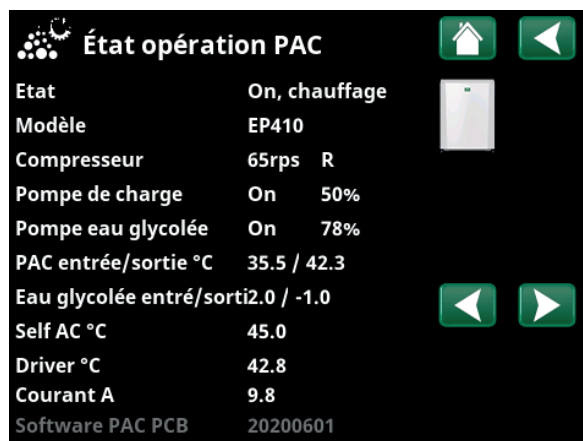 État opération PAC
Etat On, chauffage
Modèle EP410
Compresseur 65rps R
Pompe de charge On 50%
Pompe eau glycolée On 78%
PAC entrée/sortie °C 35.5 / 42.3
Eau glycolée entré/sorti2.0 / -1.0
Self AC °C 45.0
Driver °C 42.8
Courant A 9.8
Software PAC PCB 20200601